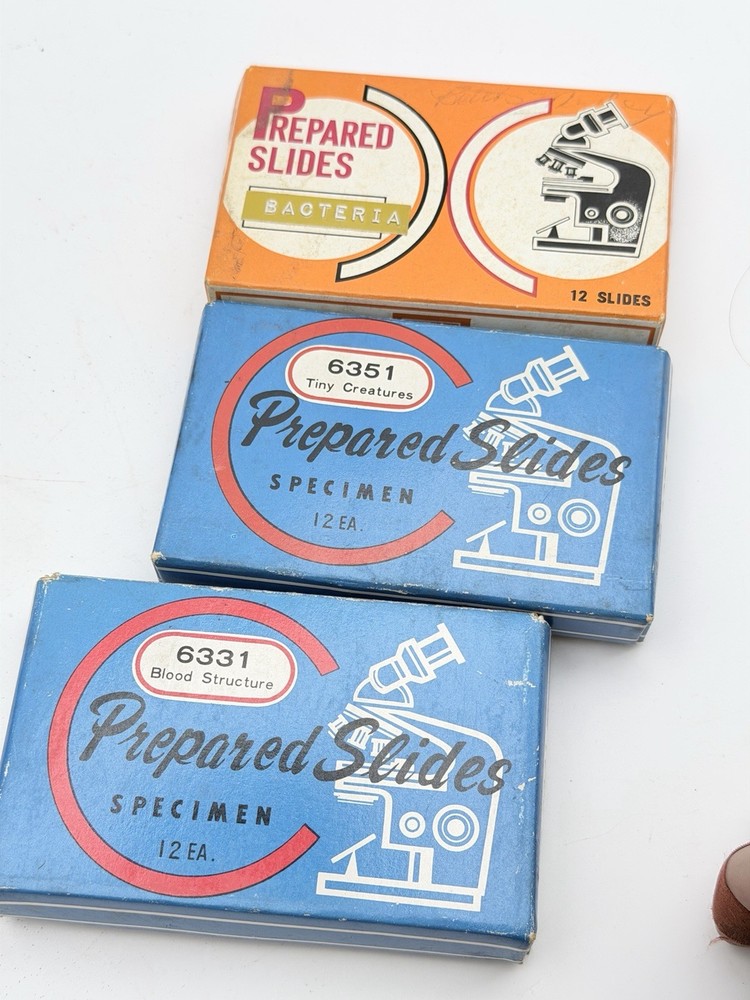 PREPARED
SLIDES
BACTERIA
12 SLIDES
6351
Tiny Creatures
Prepared Slides
SPECIMEN
12 EA.
6331
Blood Structure
Prepared Slides
SPECIMEN
12 EA.